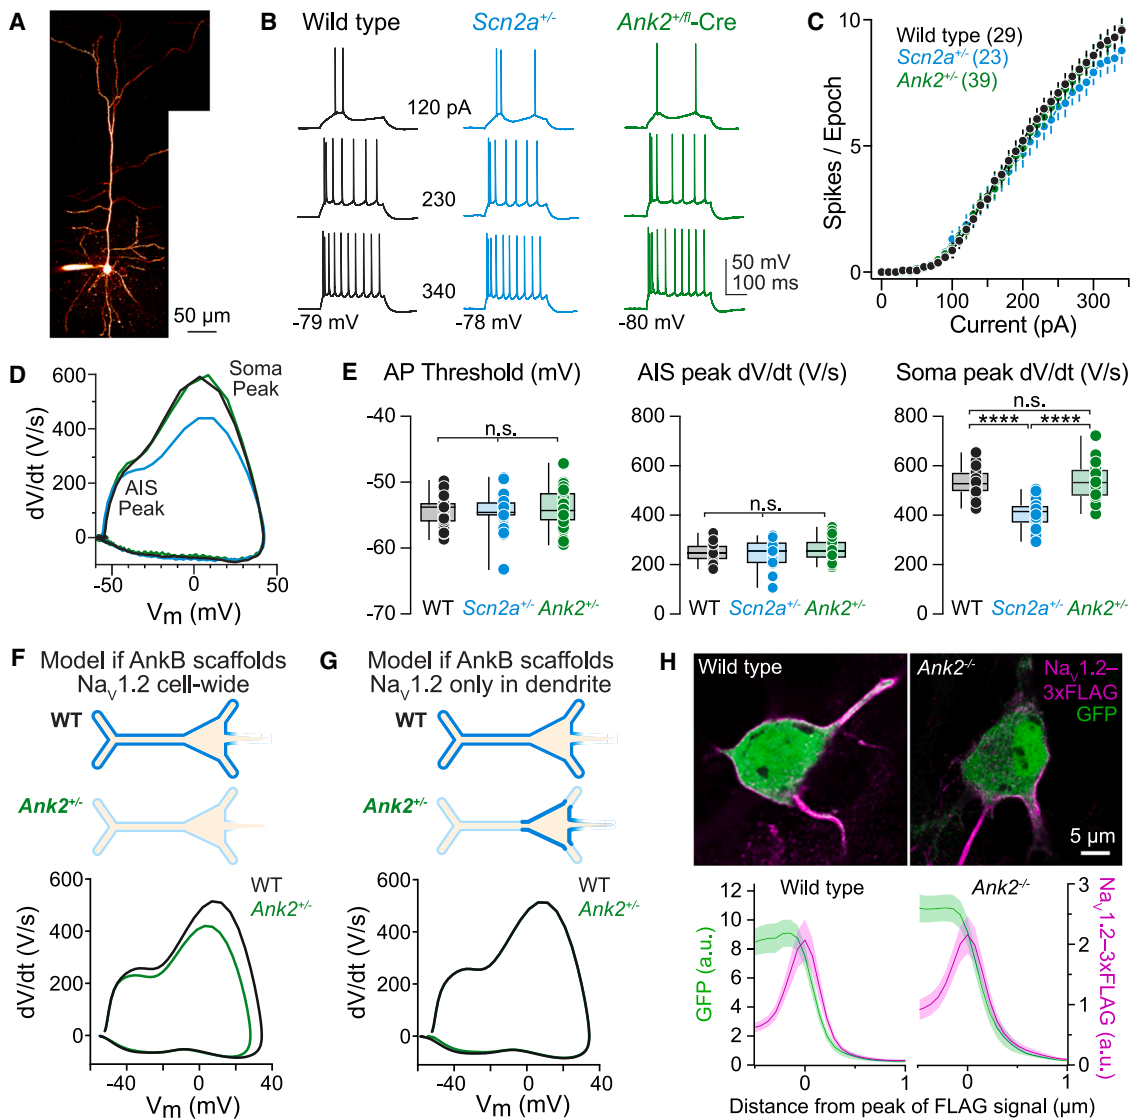 A
50 µm
B
Wild type
Scn2a+/-
Ank2+/fl-Cre
120 pA
230
340
-79 mV
-78 mV
-80 mV
50 mV
100 ms
C
Wild type (29)
Scn2a+/- (23)
Ank2+/- (39)
Spikes / Epoch
10
5
0
0
100
200
300
Current (pA)
D
dV/dt (V/s)
600
400
200
0
Soma
Peak
AIS
Peak
-50
0
50
Vm (mV)
E
AP Threshold (mV)
-40
-50
-60
-70
n.s.
WT
Scn2a+/-
Ank2+/-
AIS peak dV/dt (V/s)
800
600
400
200
0
n.s.
WT
Scn2a+/-
Ank2+/-
Soma peak dV/dt (V/s)
800
600
400
200
0
n.s.
****
****
WT
Scn2a+/-
Ank2+/-
F
Model if AnkB scaffolds
NaV1.2 cell-wide
WT
Ank2+/-
dV/dt (V/s)
600
400
200
0
WT
Ank2+/-
-40
0
40
Vm (mV)
G
Model if AnkB scaffolds
NaV1.2 only in dendrite
WT
Ank2+/-
dV/dt (V/s)
600
400
200
0
WT
Ank2+/-
-40
0
40
Vm (mV)
H
Wild type
Ank2-/-
NaV1.2–
3xFLAG
GFP
5 µm
GFP (a.u.)
12
10
8
6
4
2
0
Wild type
0
1
Ank2-/-
0
1
3
2
1
0
NaV1.2–3xFLAG
(a.u.)
Distance from peak of FLAG signal (µm)